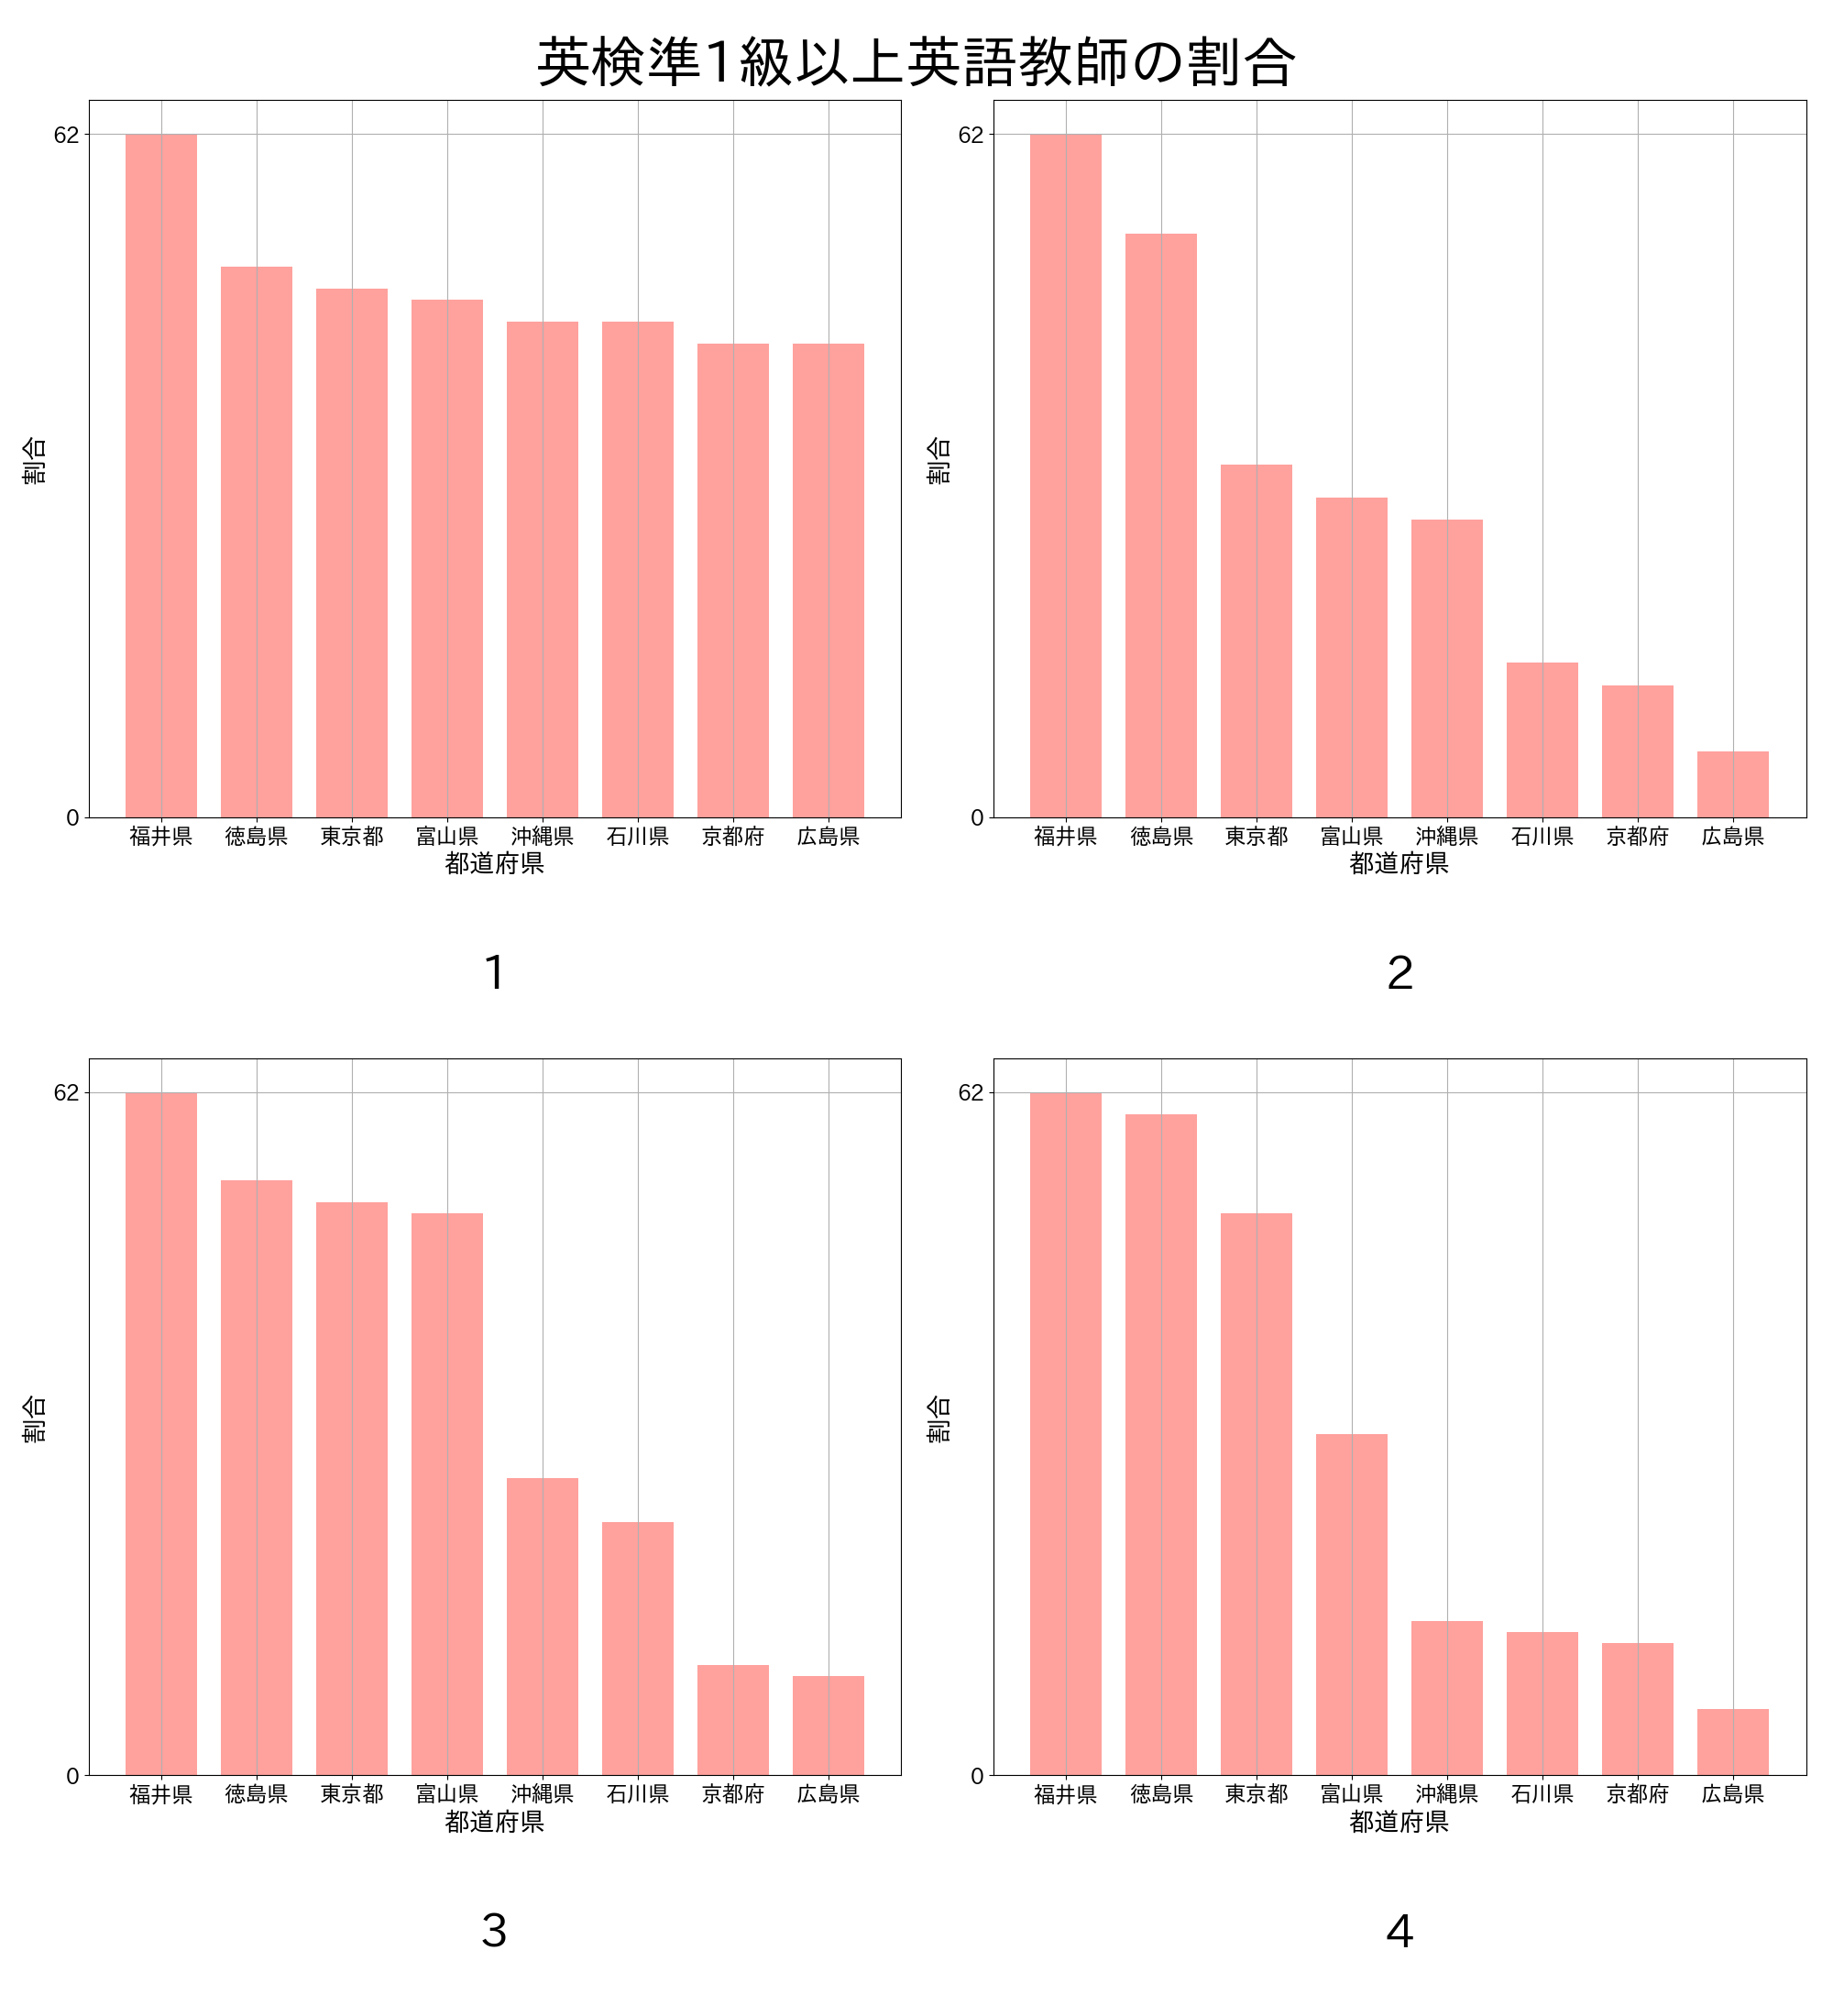 英検準1級以上英語教師の割合
62
0
割合
福井県 徳島県 東京都 富山県 沖縄県 石川県 京都府 広島県
都道府県
1
62
0
割合
福井県 徳島県 東京都 富山県 沖縄県 石川県 京都府 広島県
都道府県
2
62
0
割合
福井県 徳島県 東京都 富山県 沖縄県 石川県 京都府 広島県
都道府県
3
62
0
割合
福井県 徳島県 東京都 富山県 沖縄県 石川県 京都府 広島県
都道府県
4